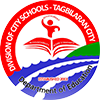 DIVISION OF CITY SCHOOLS - TAGBILARAN CITY
Department of Education